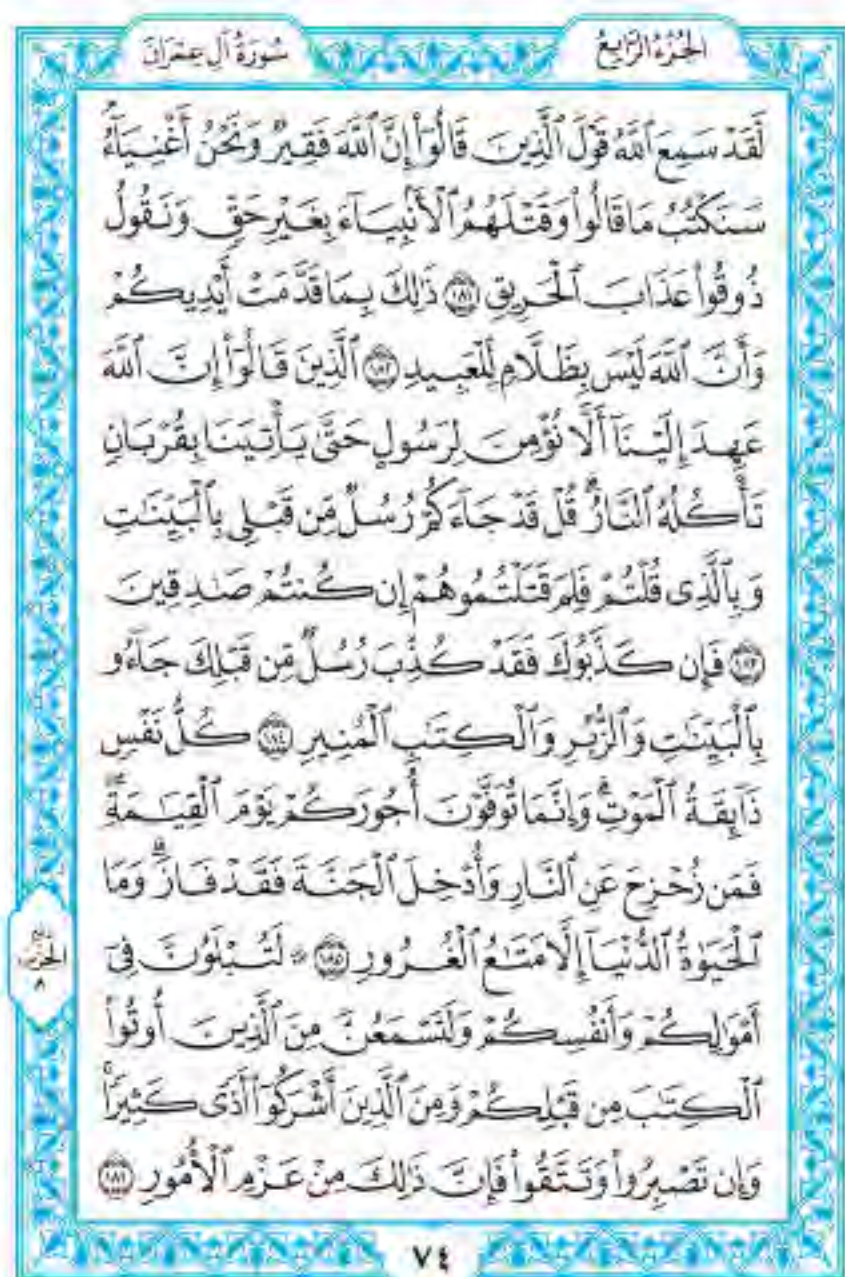 الجزء الرابع
سورة آل عمران
لَّقَدْ سَمِعَ ٱللَّهُ قَوْلَ ٱلَّذِينَ قَالُوٓا۟ إِنَّ ٱللَّهَ فَقِيرٌ وَنَحْنُ أَغْنِيَآءُ ۘ
سَنَكْتُبُ مَا قَالُوا۟ وَقَتْلَهُمُ ٱلْأَنۢبِيَآءَ بِغَيْرِ حَقٍّ وَنَقُولُ
ذُوقُوا۟ عَذَابَ ٱلْحَرِيقِ ١٨١ ذَٰلِكَ بِمَا قَدَّمَتْ أَيْدِيكُمْ
وَأَنَّ ٱللَّهَ لَيْسَ بِظَلَّامٍ لِّلْعَبِيدِ ١٨٢ ٱلَّذِينَ قَالُوٓا۟ إِنَّ ٱللَّهَ
عَهِدَ إِلَيْنَآ أَلَّا نُؤْمِنَ لِرَسُولٍ حَتَّىٰ يَأْتِيَنَا بِقُرْبَانٍ
تَأْكُلُهُ ٱلنَّارُ ۗ قُلْ قَدْ جَآءَكُمْ رُسُلٌ مِّن قَبْلِى بِٱلْبَيِّنَٰتِ
وَبِٱلَّذِى قُلْتُمْ فَلِمَ قَتَلْتُمُوهُمْ إِن كُنتُمْ صَٰدِقِينَ
١٨٣ فَإِن كَذَّبُوكَ فَقَدْ كُذِّبَ رُسُلٌ مِّن قَبْلِكَ جَآءُو
بِٱلْبَيِّنَٰتِ وَٱلزُّبُرِ وَٱلْكِتَٰبِ ٱلْمُنِيرِ ١٨٤ كُلُّ نَفْسٍ
ذَآئِقَةُ ٱلْمَوْتِ ۗ وَإِنَّمَا تُوَفَّوْنَ أُجُورَكُمْ يَوْمَ ٱلْقِيَٰمَةِ ۖ
فَمَن زُحْزِحَ عَنِ ٱلنَّارِ وَأُدْخِلَ ٱلْجَنَّةَ فَقَدْ فَازَ ۗ وَمَا
ٱلْحَيَوٰةُ ٱلدُّنْيَآ إِلَّا مَتَٰعُ ٱلْغُرُورِ ١٨٥ ۞ لَتُبْلَوُنَّ فِىٓ
أَمْوَٰلِكُمْ وَأَنفُسِكُمْ وَلَتَسْمَعُنَّ مِنَ ٱلَّذِينَ أُوتُوا۟
ٱلْكِتَٰبَ مِن قَبْلِكُمْ وَمِنَ ٱلَّذِينَ أَشْرَكُوٓا۟ أَذًى كَثِيرًا ۚ
وَإِن تَصْبِرُوا۟ وَتَتَّقُوا۟ فَإِنَّ ذَٰلِكَ مِنْ عَزْمِ ٱلْأُمُورِ ١٨٦
الحزب
٨
٧٤